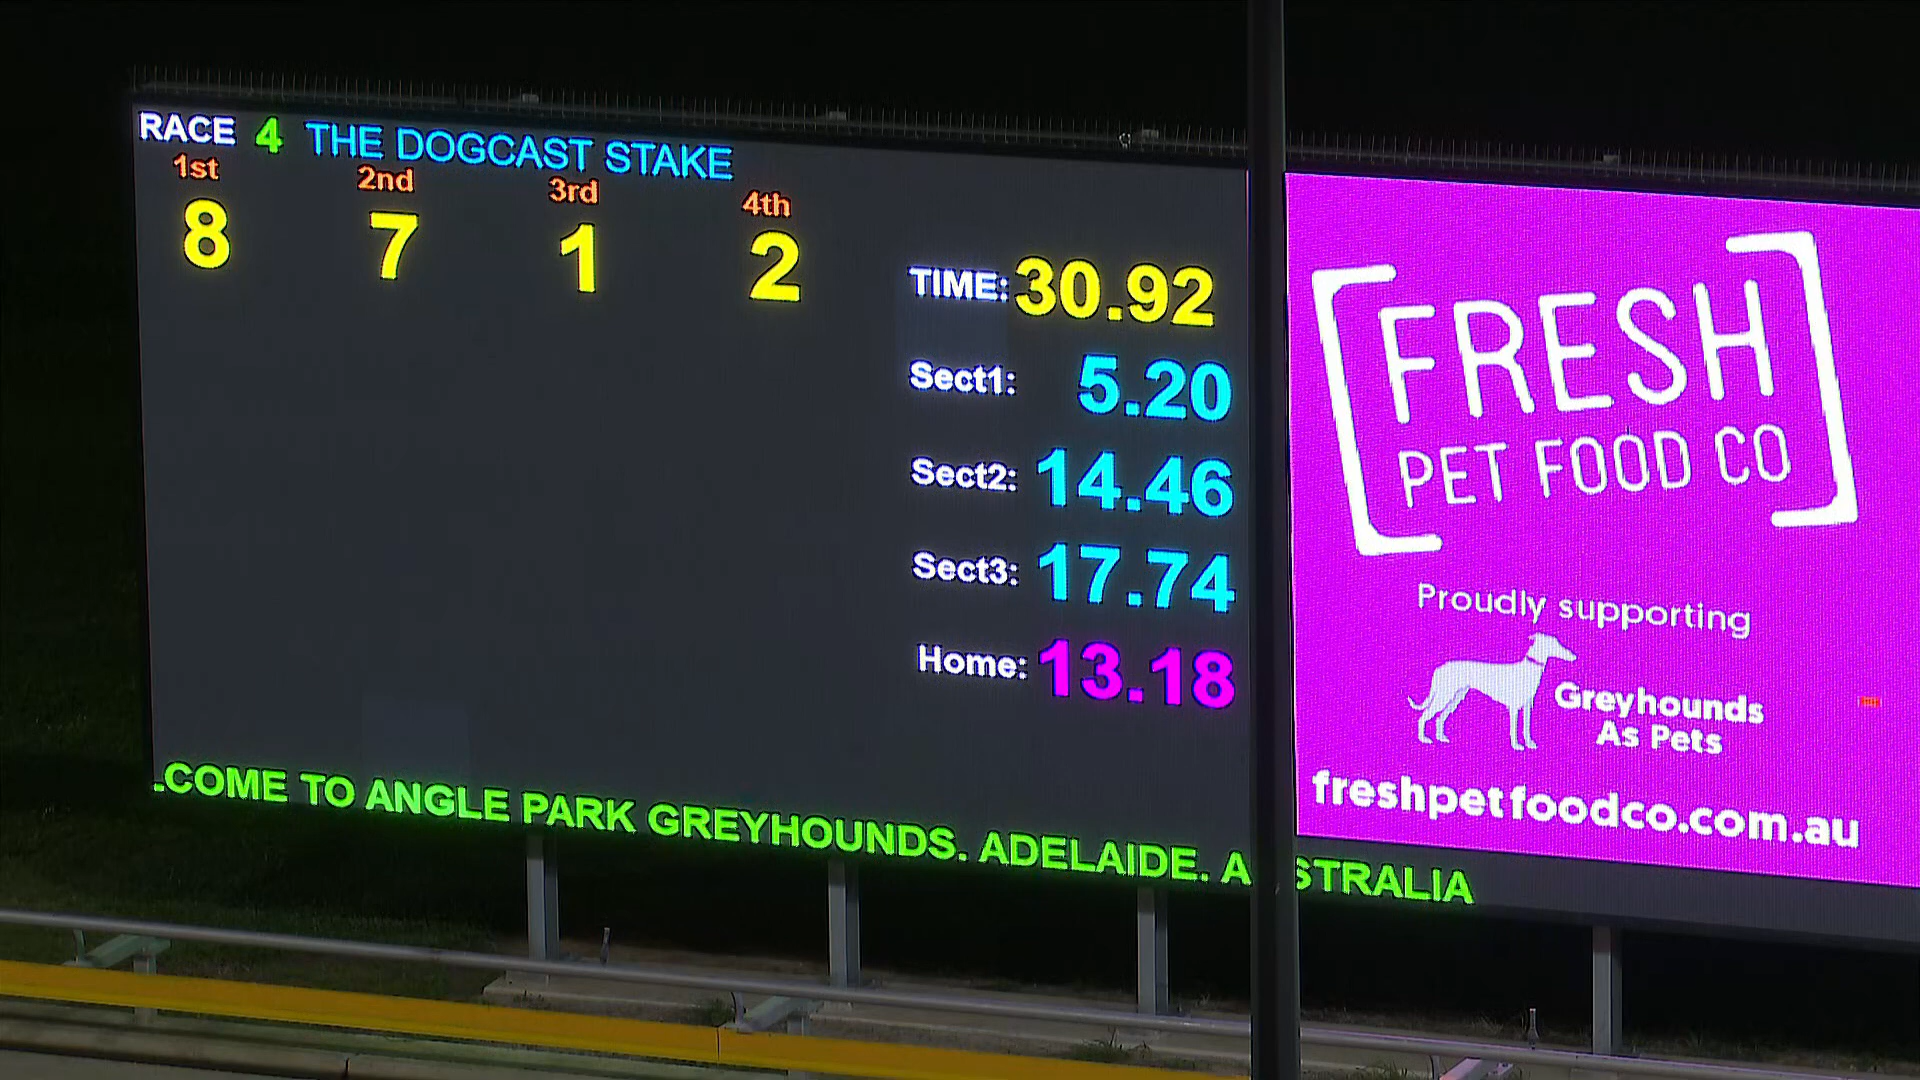 RACE 4 THE DOGCAST STAKE
1st 2nd 3rd 4th
8 7 1 2
TIME: 30.92
Sect1: 5.20
Sect2: 14.46
Sect3: 17.74
Home: 13.18
.COME TO ANGLE PARK GREYHOUNDS. ADELAIDE. A STRALIA
FRESH
PET FOOD CO
Proudly supporting
Greyhounds
As Pets
freshpetfoodco.com.au